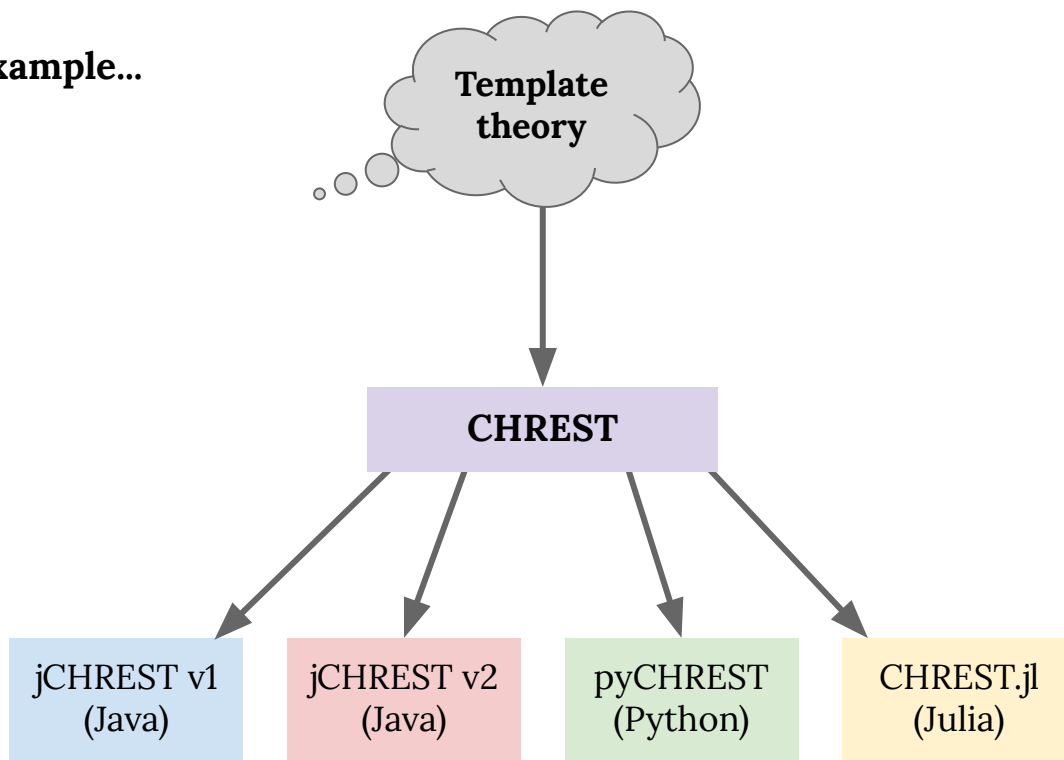 xample...
Template
theory
CHREST
jCHREST v1
(Java)
jCHREST v2
(Java)
pyCHREST
(Python)
CHREST.jl
(Julia)